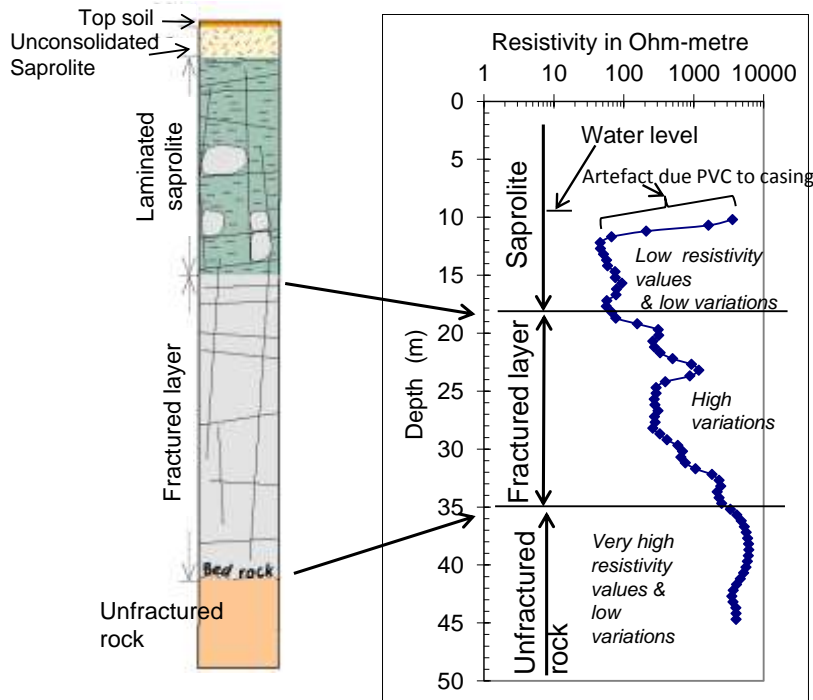 Top soil
Unconsolidated
Saprolite
Laminated
saprolite
Fractured layer
Bed rock
Unfractured
rock
Resistivity in Ohm-metre
1
10
100
1000
10000
0
5
10
15
20
25
30
35
40
45
50
Depth (m)
Water level
Artefact due PVC to casing
Saprolite
Low resistivity
values
& low variations
Fractured layer
High
variations
Unfractured
rock
Very high
resistivity
values &
low
variations